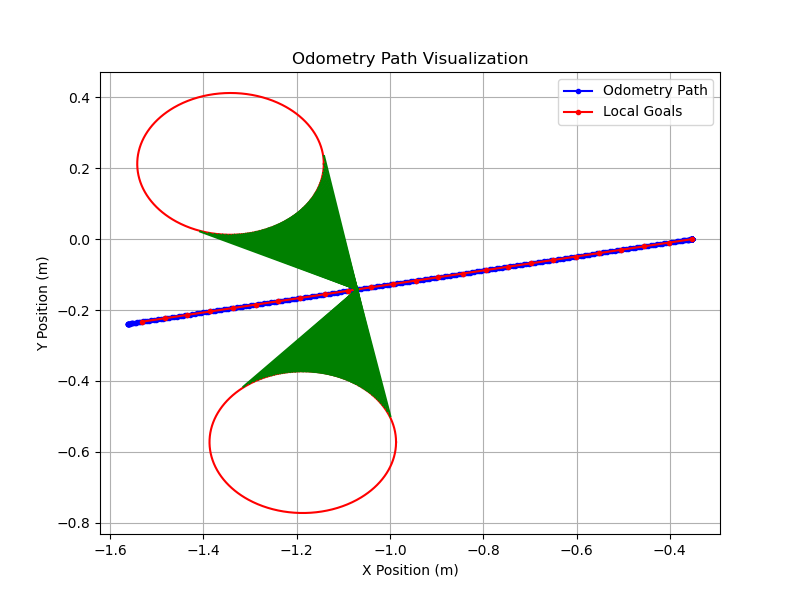 Odometry Path Visualization
Odometry Path
Local Goals
0.4
0.2
0.0
−0.2
−0.4
−0.6
−0.8
Y Position (m)
−1.6
−1.4
−1.2
−1.0
−0.8
−0.6
−0.4
X Position (m)